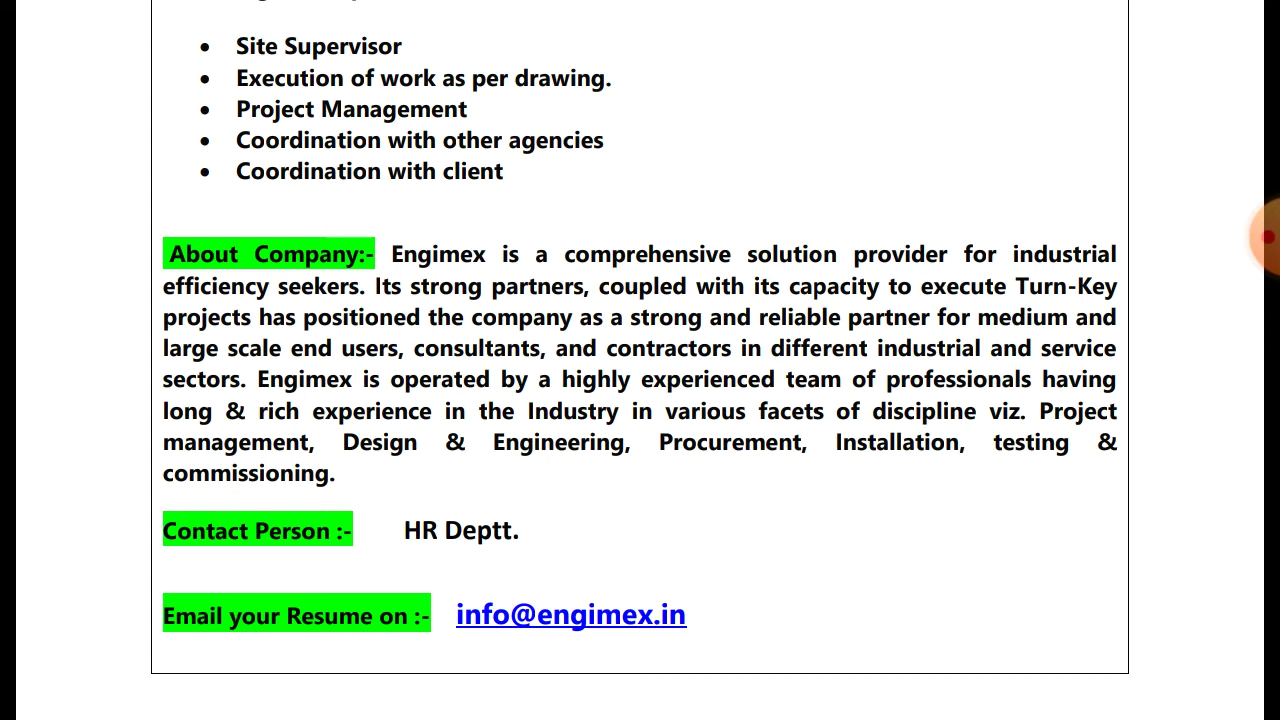 Site Supervisor
Execution of work as per drawing.
Project Management
Coordination with other agencies
Coordination with client
About Company:- Engimex is a comprehensive solution provider for industrial
efficiency seekers. Its strong partners, coupled with its capacity to execute Turn-Key
projects has positioned the company as a strong and reliable partner for medium and
large scale end users, consultants, and contractors in different industrial and service
sectors. Engimex is operated by a highly experienced team of professionals having
long & rich experience in the Industry in various facets of discipline viz. Project
management, Design & Engineering, Procurement, Installation, testing &
commissioning.
Contact Person :- HR Deptt.
Email your Resume on :- info@engimex.in